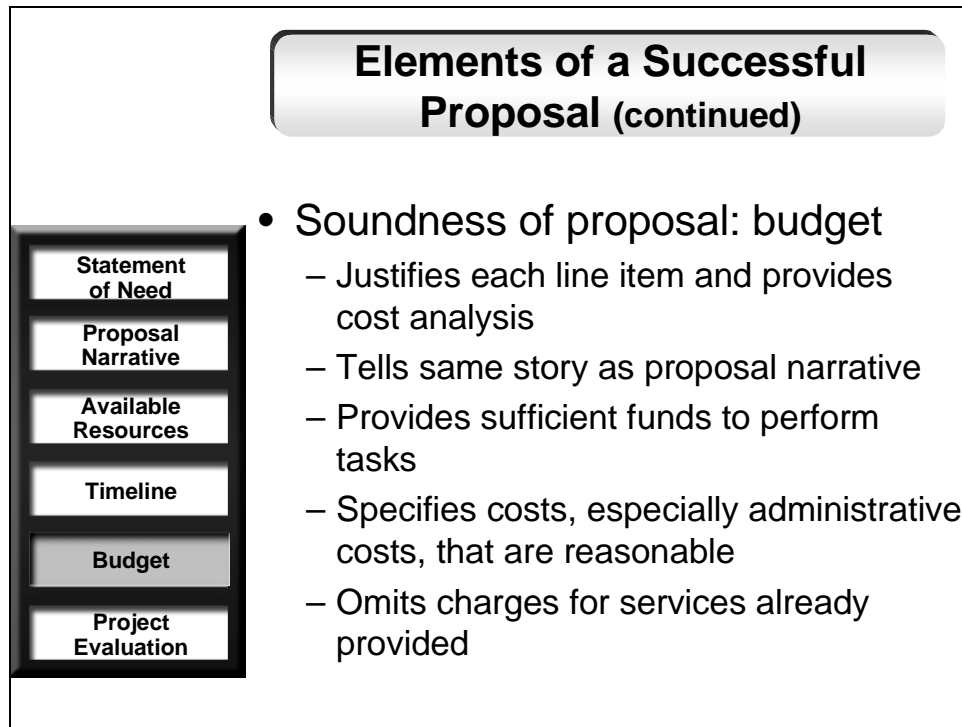 Elements of a Successful
Proposal (continued)
Statement
of Need
Proposal
Narrative
Available
Resources
Timeline
Budget
Project
Evaluation
• Soundness of proposal: budget
– Justifies each line item and provides
cost analysis
– Tells same story as proposal narrative
– Provides sufficient funds to perform
tasks
– Specifies costs, especially administrative
costs, that are reasonable
– Omits charges for services already
provided